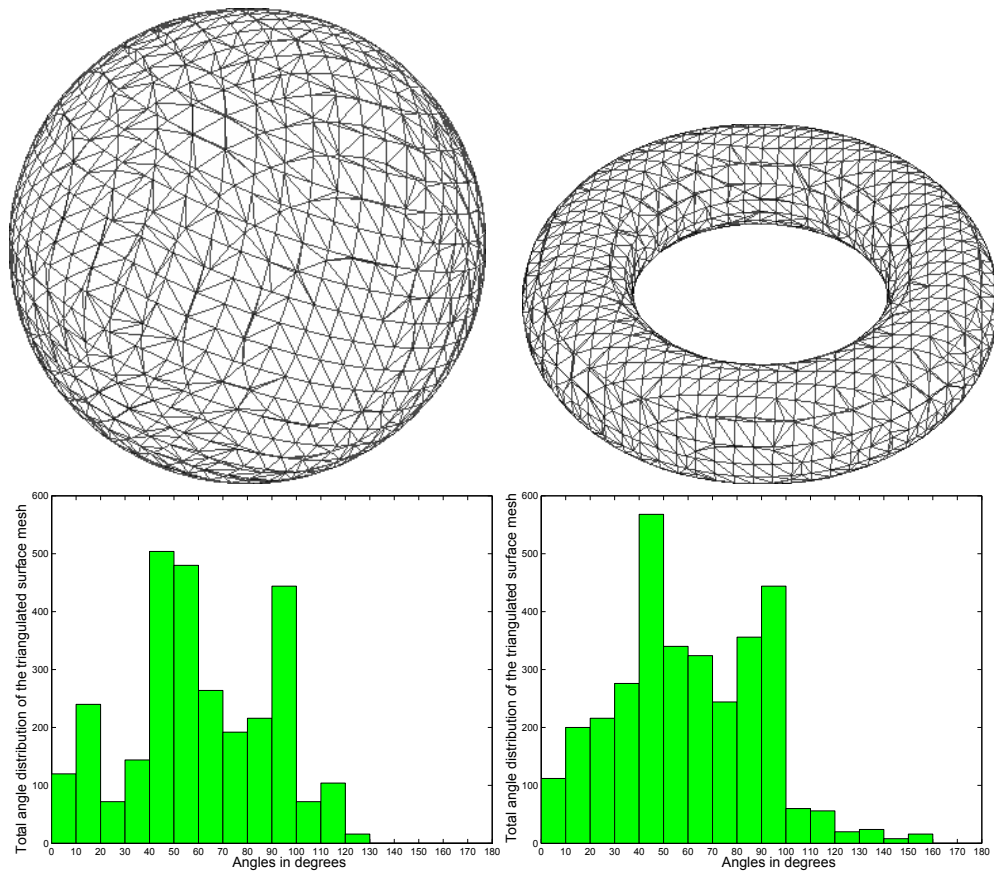 600
500
400
300
200
100
0
Total angle distribution of the triangulated surface mesh
0 10 20 30 40 50 60 70 80 90 100 110 120 130 140 150 160 170 180
Angles in degrees
600
500
400
300
200
100
0
Total angle distribution of the triangulated surface mesh
0 10 20 30 40 50 60 70 80 90 100 110 120 130 140 150 160 170 180
Angles in degrees